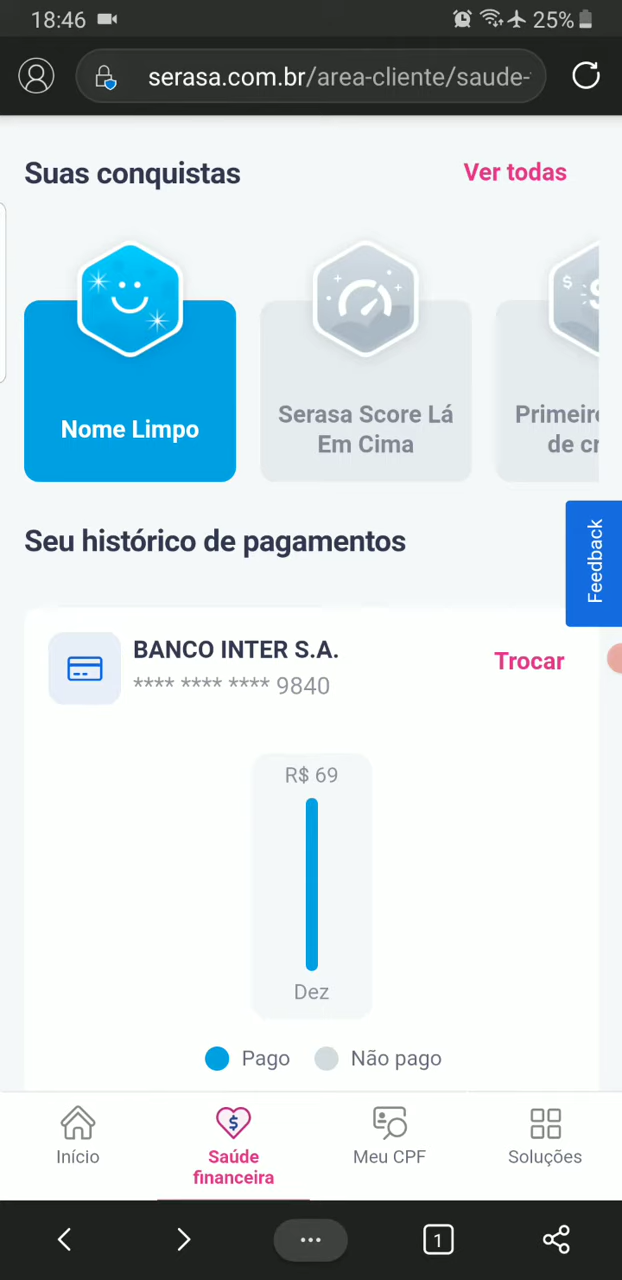 18:46
25%
serasa.com.br/area-cliente/saude-
Suas conquistas
Ver todas
Nome Limpo
Serasa Score Lá
Em Cima
de
Seu histórico de pagamentos
Feedback
BANCO INTER S.A.
**** **** **** 9840
Trocar
R$ 69
Dez
Pago
Não pago
Início
Saúde
financeira
Meu CPF
Soluções
1